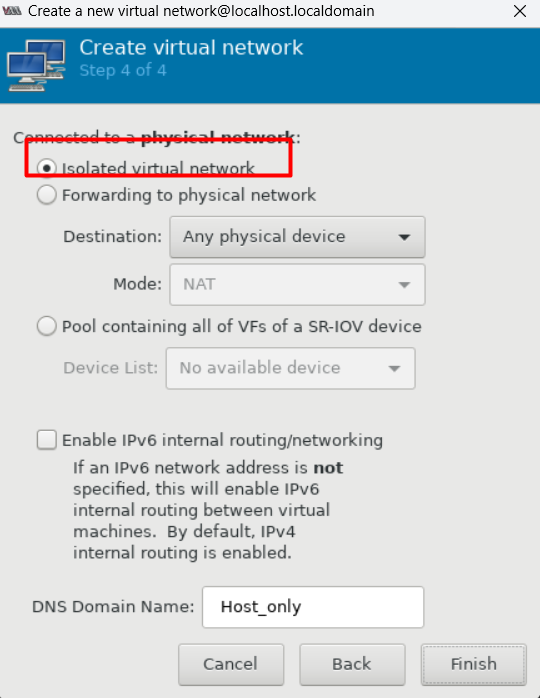 Create a new virtual network@localhost.localdomain
Create virtual network
Step 4 of 4
Connected to a physical network:
Isolated virtual network
Forwarding to physical network
Destination: Any physical device
Mode: NAT
Pool containing all of VFs of a SR-IOV device
Device List: No available device
Enable IPv6 internal routing/networking
If an IPv6 network address is not
specified, this will enable IPv6
internal routing between virtual
machines. By default, IPv4
internal routing is enabled.
DNS Domain Name: Host_only
Cancel Back Finish